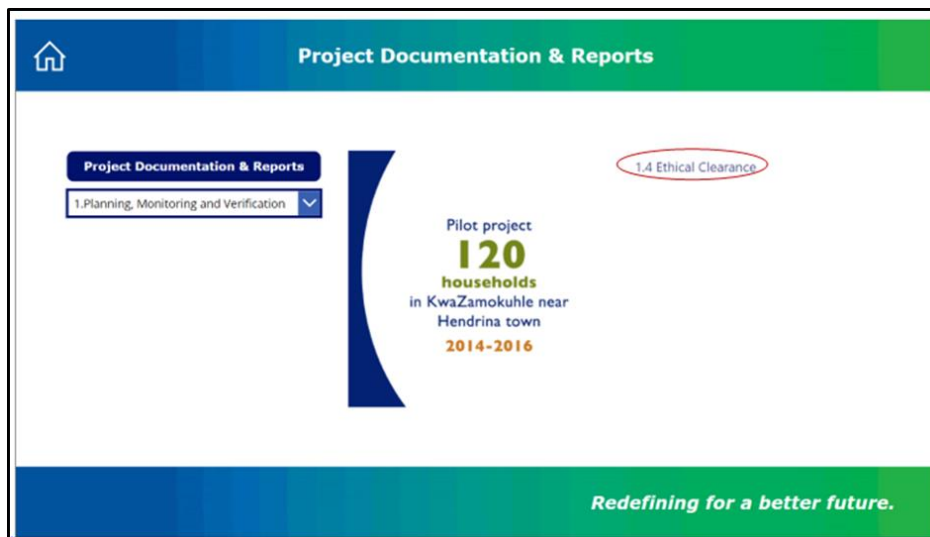 Project Documentation & Reports
Project Documentation & Reports
1.Planning, Monitoring and Verification
Pilot project
120
households
in KwaZamokuhle near
Hendrina town
2014-2016
1.4 Ethical Clearance
Redefining for a better future.